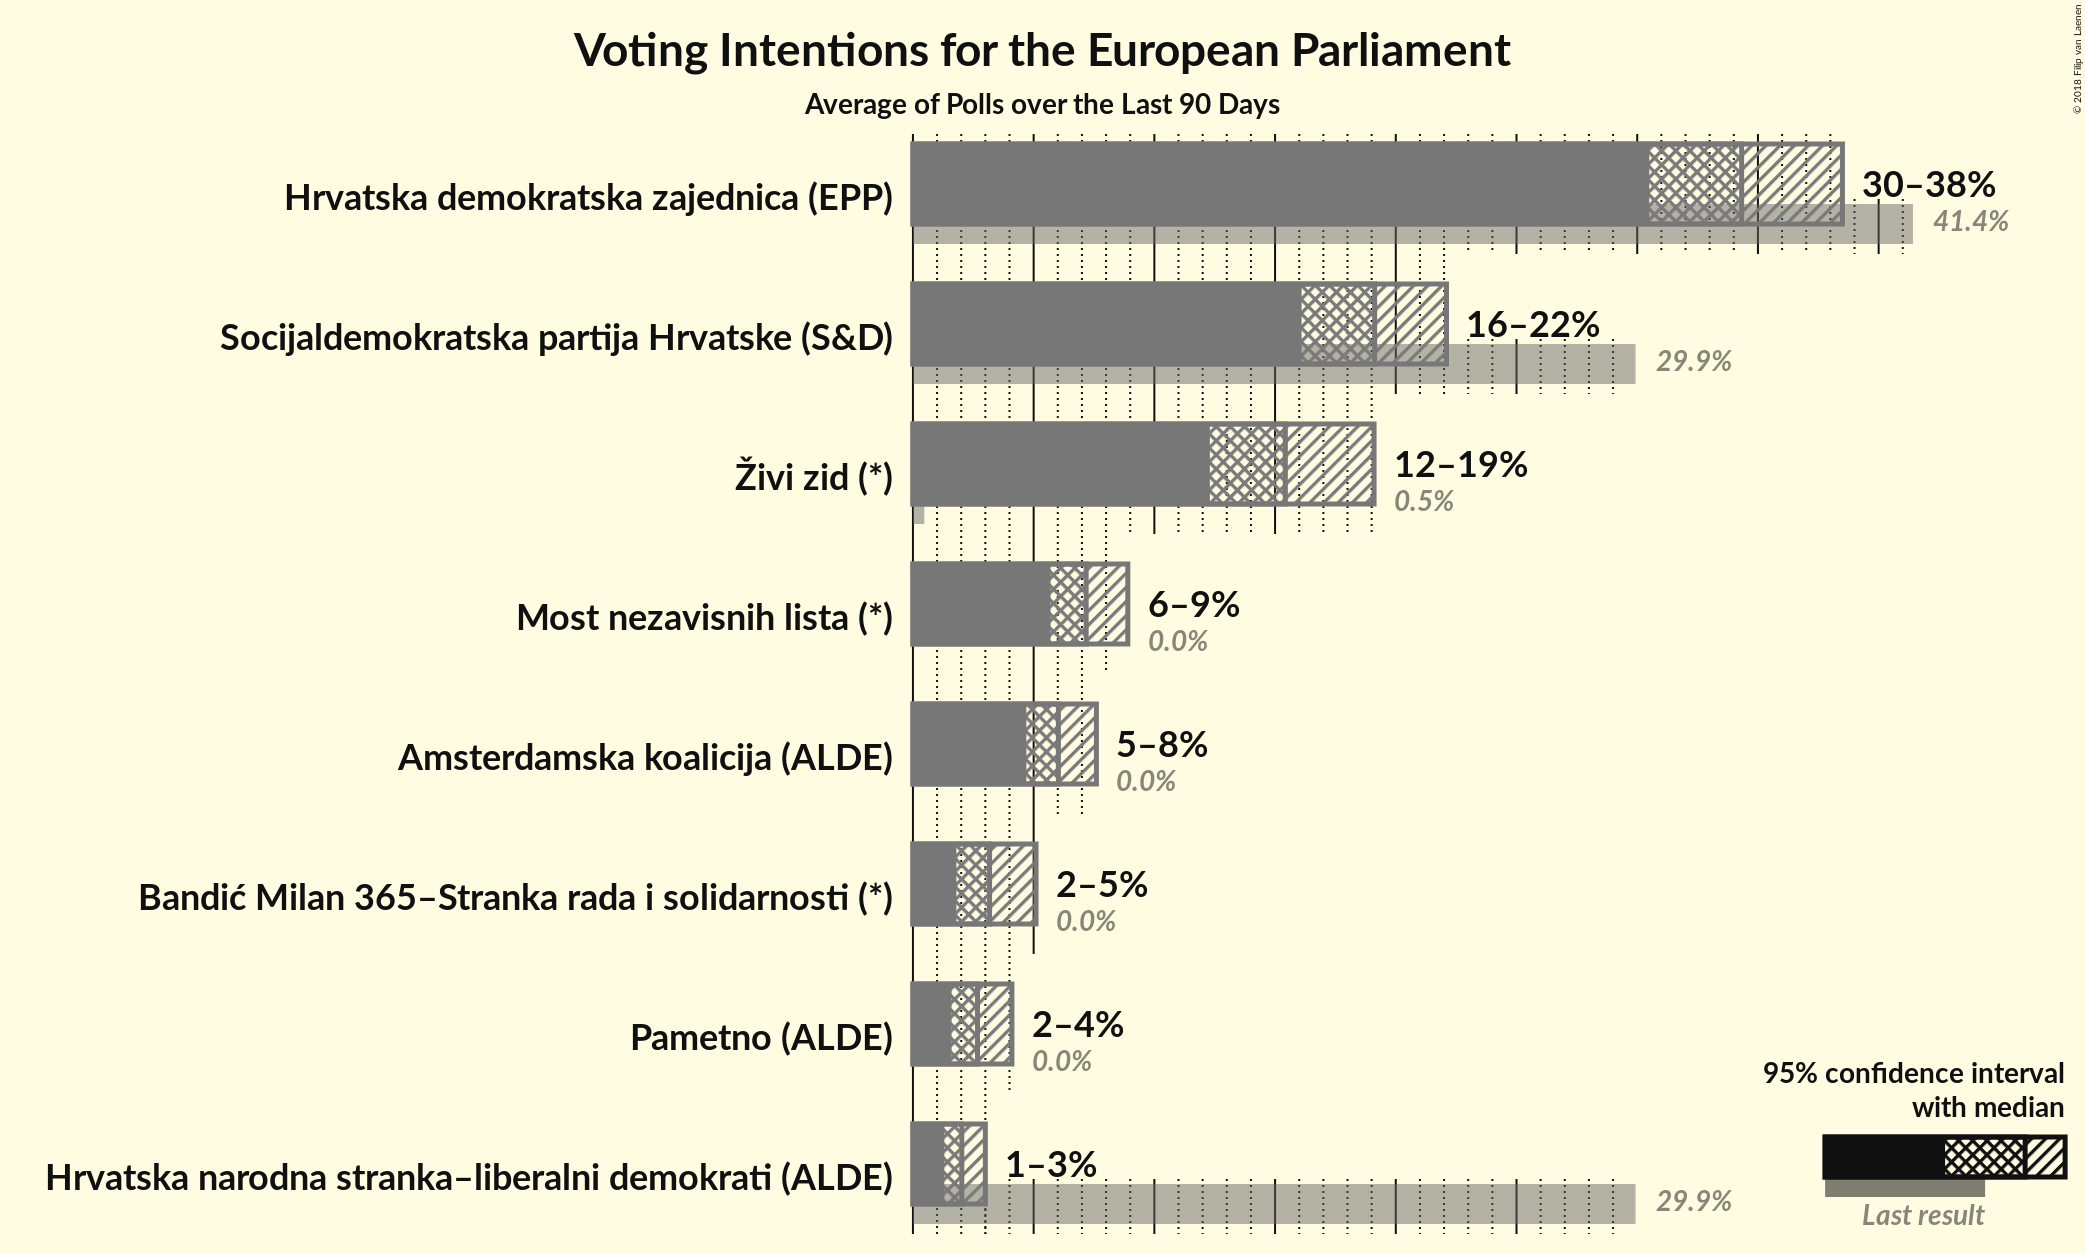 Voting Intentions for the European Parliament
Average of Polls over the Last 90 Days
© 2018 Filip van Laenen
Hrvatska demokratska zajednica (EPP)
30–38%
41.4%
Socijaldemokratska partija Hrvatske (S&D)
16–22%
29.9%
Živi zid (*)
12–19%
0.5%
Most nezavisnih lista (*)
6–9%
0.0%
Amsterdamska koalicija (ALDE)
5–8%
0.0%
Bandić Milan 365–Stranka rada i solidarnosti (*)
2–5%
0.0%
Pametno (ALDE)
2–4%
0.0%
Hrvatska narodna stranka–liberalni demokrati (ALDE)
1–3%
29.9%
95% confidence interval
with median
Last result